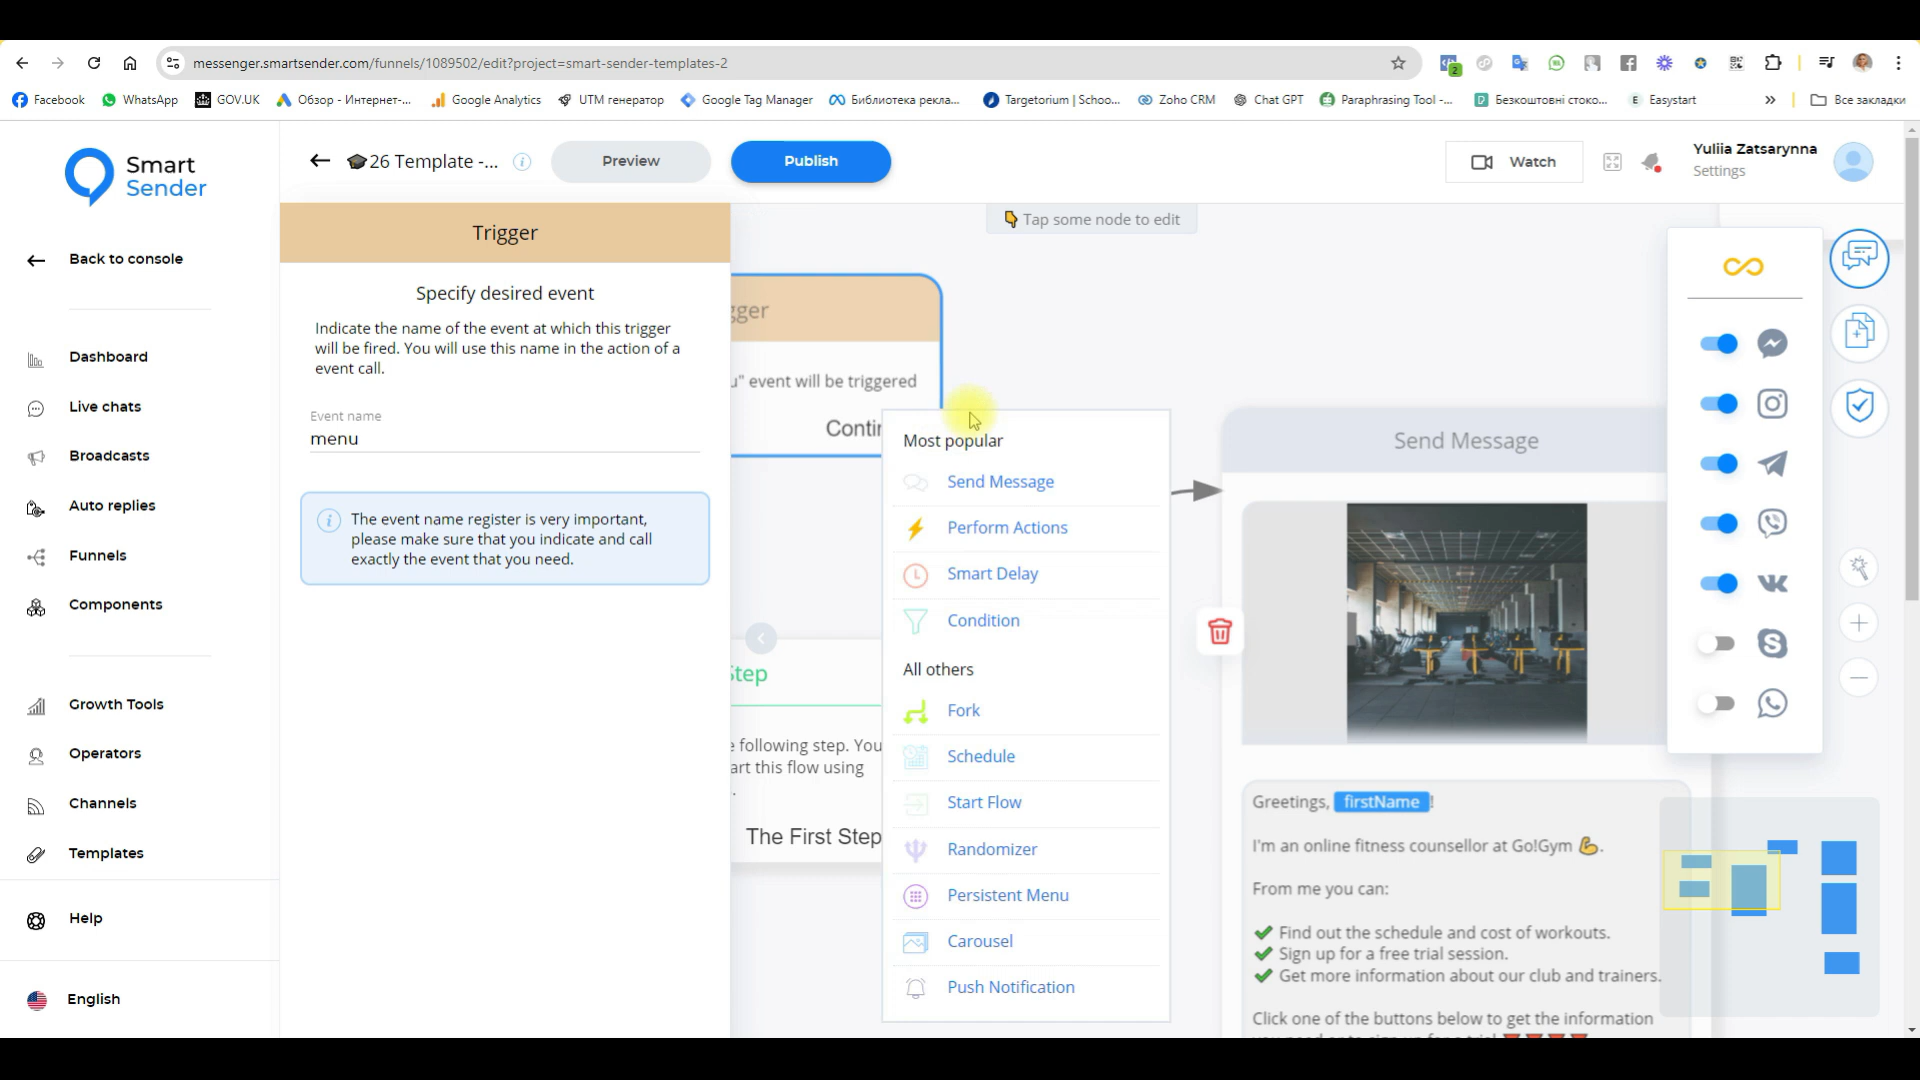 messenger.smartsender.com/funnels/1089502/edit?project=smart-sender-templates-2
2
Facebook
WhatsApp
GOV.UK
Обзор - Интернет-...
Google Analytics
UTM генератор
Google Tag Manager
Библиотека рекла...
Targetorium | Schoo...
Zoho CRM
Chat GPT
Paraphrasing Tool -...
Безкоштовні стоко...
E Easystart
»
Все закладки
Smart
Sender
🎓26 Template -...
Preview
Publish
Watch
Yuliia Zatsarynna
Settings
Back to console
Dashboard
Live chats
Broadcasts
Auto replies
Funnels
Components
Growth Tools
Operators
Channels
Templates
Help
English
Trigger
Specify desired event
Indicate the name of the event at which this trigger
will be fired. You will use this name in the action of a
event call.
Event name
menu
The event name register is very important,
please make sure that you indicate and call
exactly the event that you need.
👇 Tap some node to edit
gger
u" event will be triggered
Contin
Step
e following step. You
art this flow using
.
The First Step
Most popular
Send Message
Perform Actions
Smart Delay
Condition
All others
Fork
Schedule
Start Flow
Randomizer
Persistent Menu
Carousel
Push Notification
Send Message
Greetings, firstName !
I'm an online fitness counsellor at Go!Gym 💪.
From me you can:
✔ Find out the schedule and cost of workouts.
✔ Sign up for a free trial session.
✔ Get more information about our club and trainers.
Click one of the buttons below to get the information